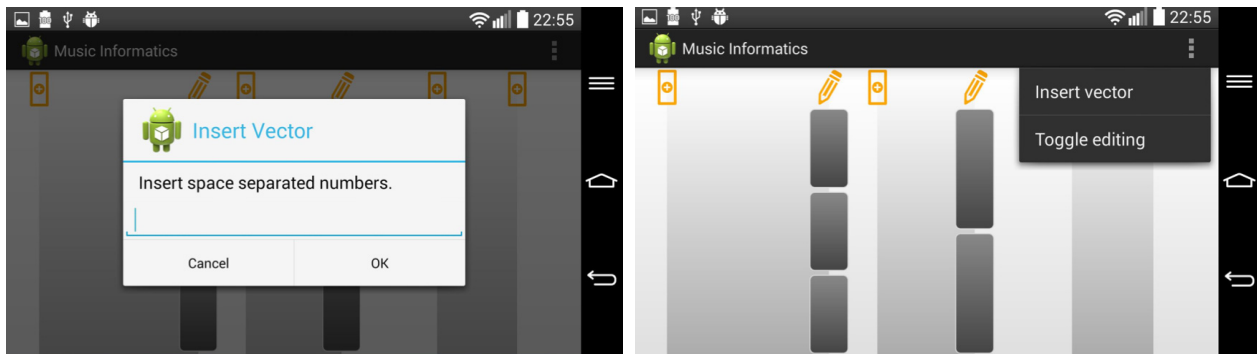 22:55
Music Informatics
Insert Vector
Insert space separated numbers.
Cancel OK
22:55
Music Informatics
Insert vector
Toggle editing